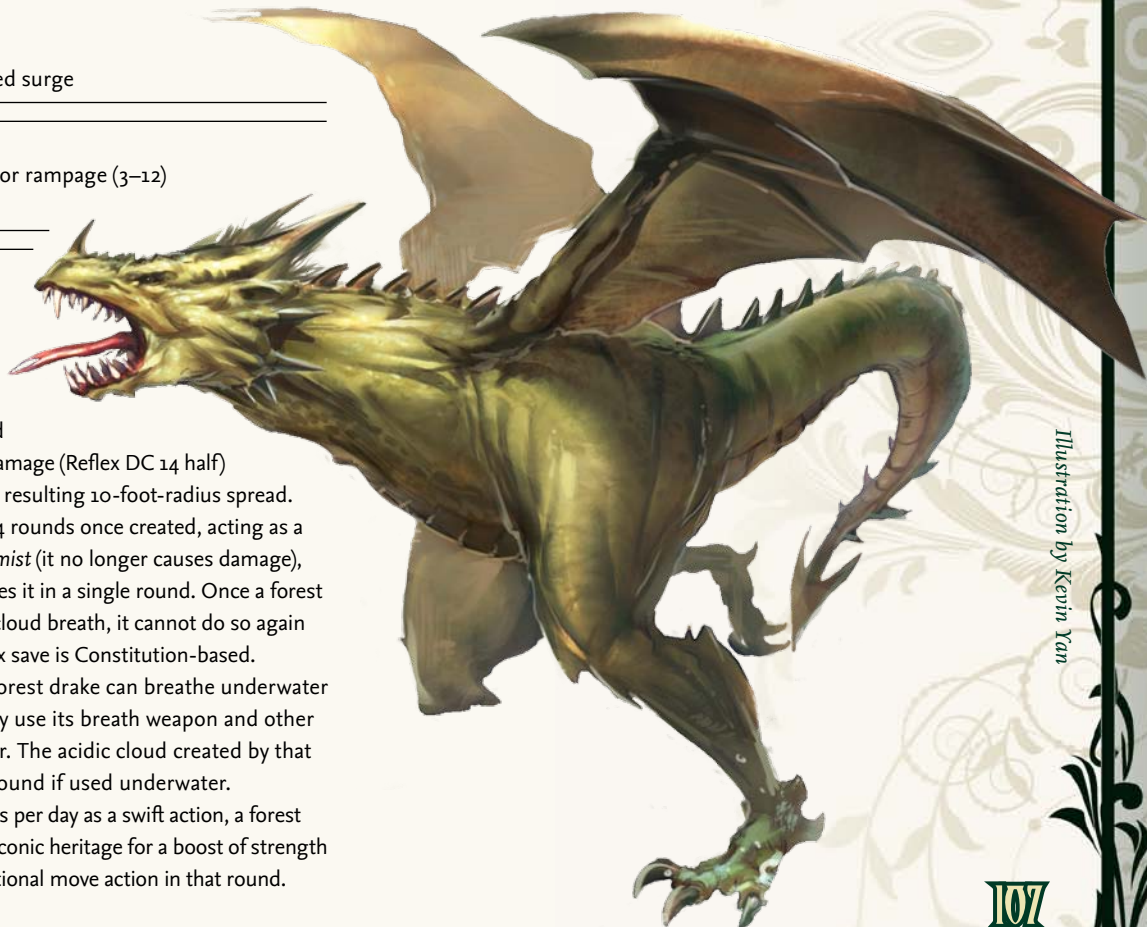 ed surge
or rampage (3–12)
d
amage (Reflex DC 14 half)
resulting 10-foot-radius spread.
4 rounds once created, acting as a
mist (it no longer causes damage),
es it in a single round. Once a forest
cloud breath, it cannot do so again
x save is Constitution-based.
orest drake can breathe underwater
y use its breath weapon and other
r. The acidic cloud created by that
ound if used underwater.
s per day as a swift action, a forest
conic heritage for a boost of strength
tional move action in that round.
Illustration by Kevin Yan
107